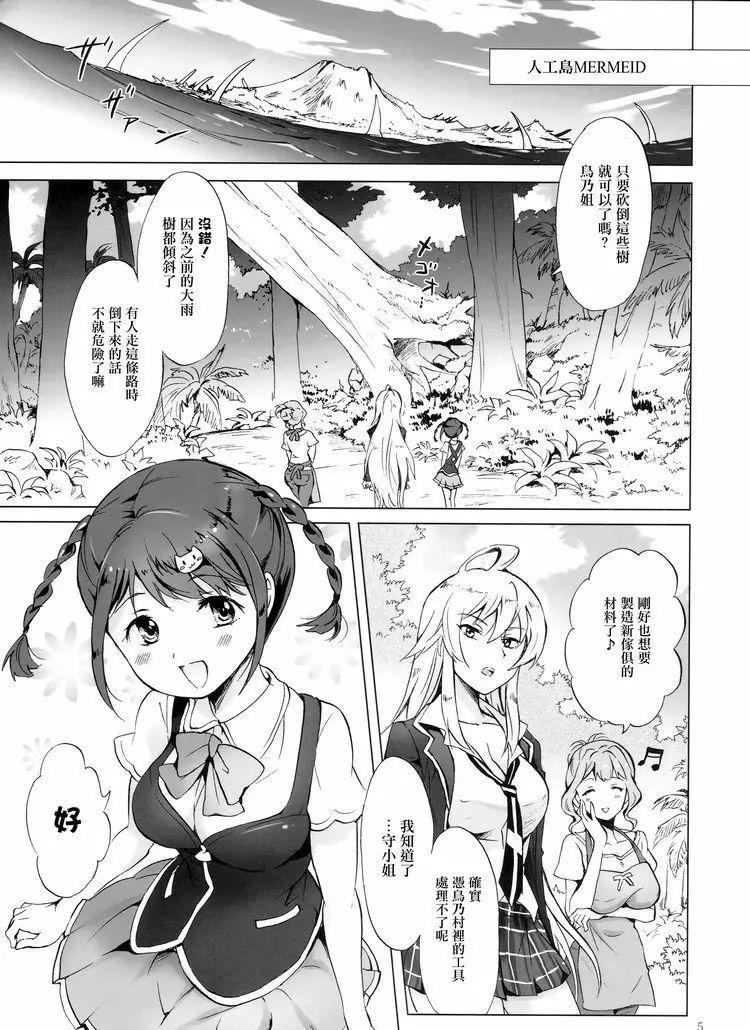 人工島MERMEID
ザザ
ザァーン
只要砍倒這些樹
就可以了嗎?
鳥乃姐
メゴォ…
沒錯!
因為之前的大雨
樹都傾斜了
有人走這條路時
倒下來的話
不就危險了嘛
剛好也想要
製造新傢俱的
材料了♪
確實
憑鳥乃村裡的工具
處理不了呢
我知道了
…守小姐
好
5